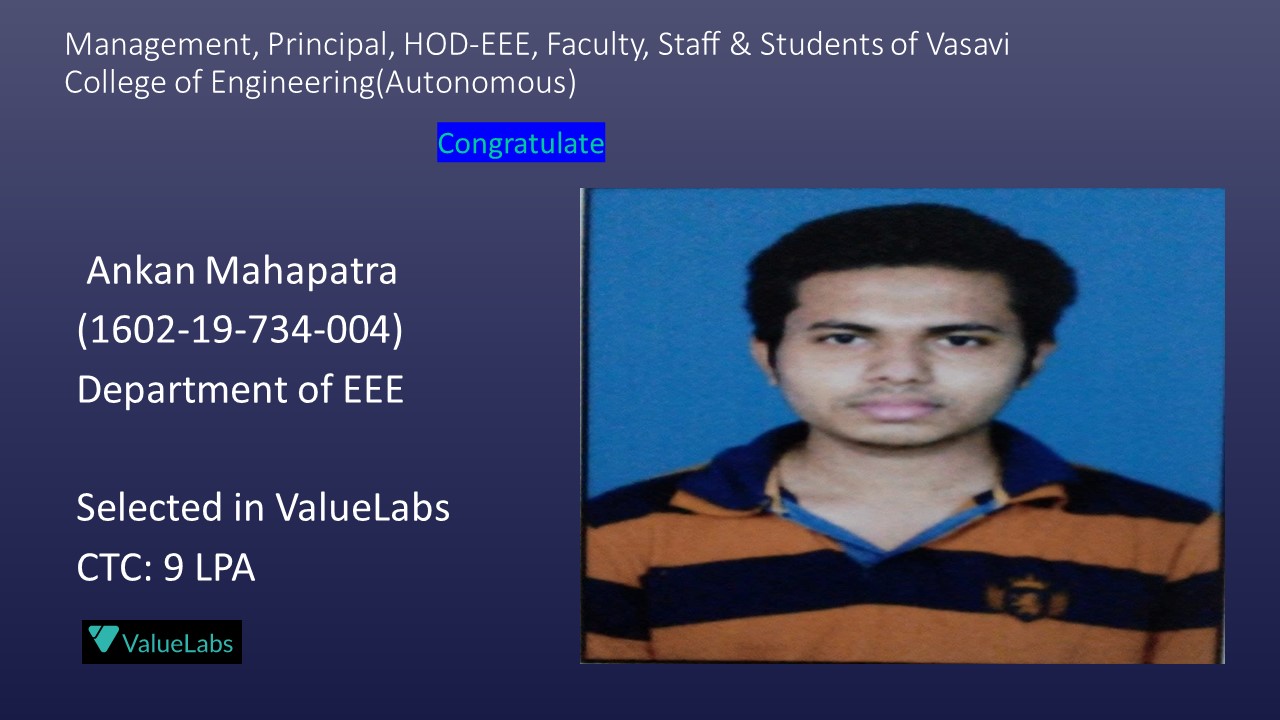 Management, Principal, HOD-EEE, Faculty, Staff & Students of Vasavi
College of Engineering(Autonomous)
Congratulate
Ankan Mahapatra
(1602-19-734-004)
Department of EEE
Selected in ValueLabs
CTC: 9 LPA
ValueLabs